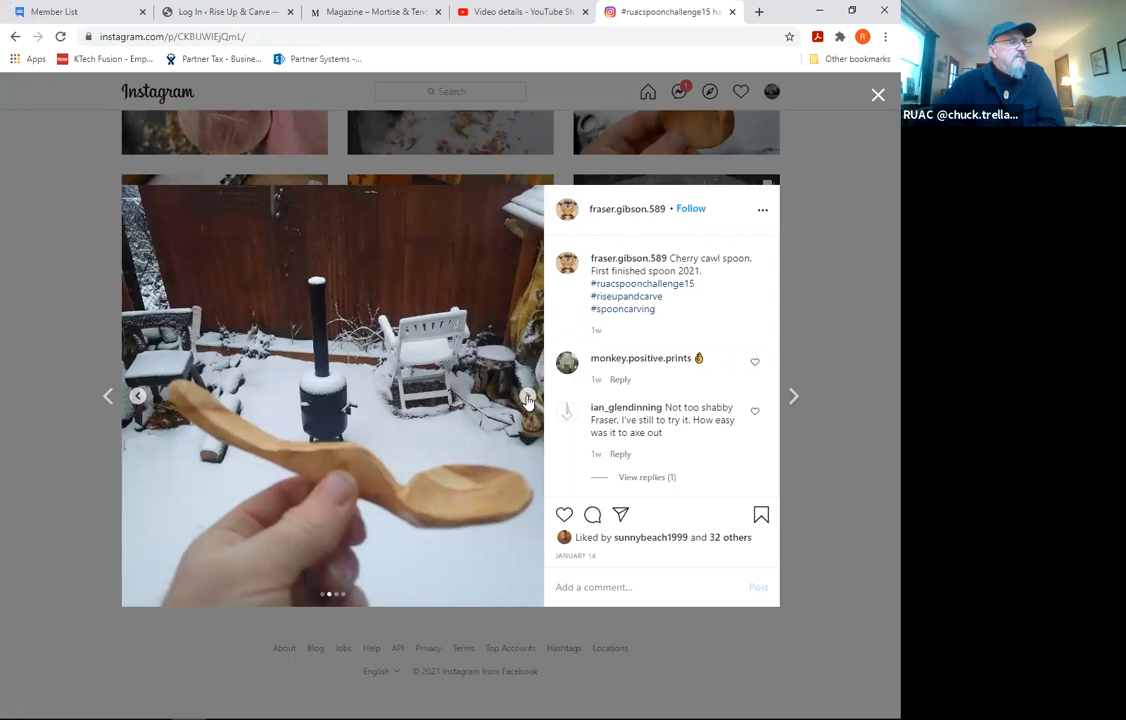 Member List
Log In ‹ Rise Up & Carve —
Magazine – Mortise & Ten
Video details - YouTube St
#ruacspoonchallenge15 ha
instagram.com/p/CKBUWIEjQmL/
Apps
KTech Fusion - Emp...
Partner Tax - Busine...
Partner Systems -...
Other bookmarks
Instagram
Search
1
RUAC @chuck.trella...
fraser.gibson.589 • Follow
fraser.gibson.589 Cherry cawl spoon.
First finished spoon 2021.
#ruacspoonchallenge15
#riseupandcarve
#spooncarving
1w
monkey.positive.prints
1w Reply
ian_glendinning Not too shabby
Fraser, I've still to try it. How easy
was it to axe out
1w Reply
View replies (1)
Liked by sunnybeach1999 and 32 others
JANUARY 14
Add a comment... Post
About Blog Jobs Help API Privacy Terms Top Accounts Hashtags Locations
English © 2021 Instagram from Facebook